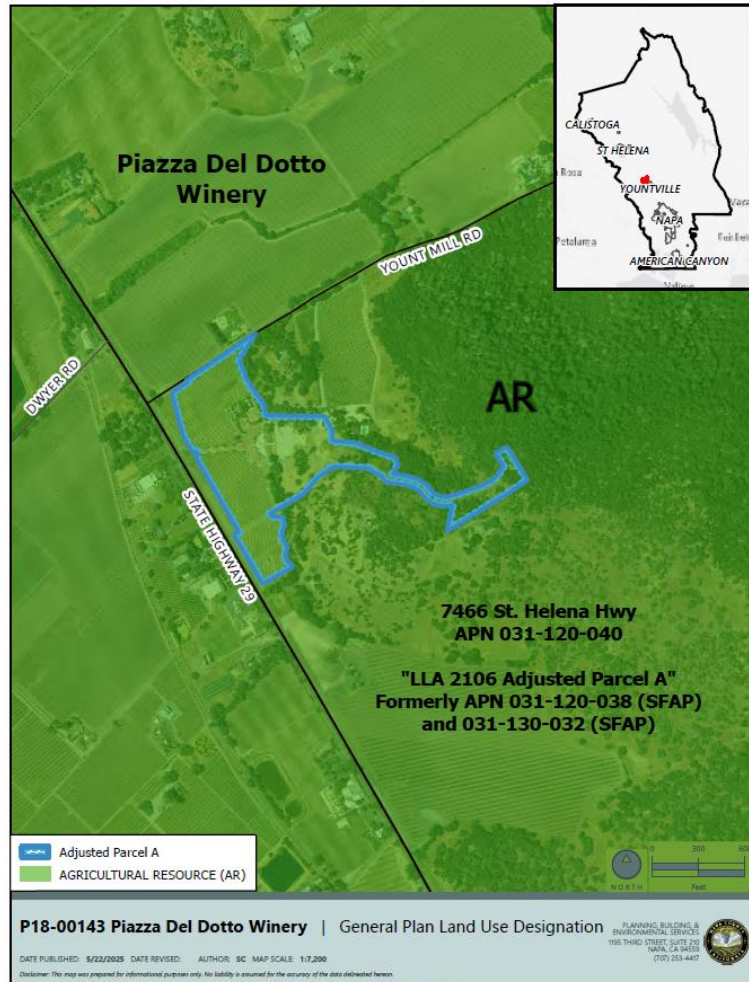 Piazza Del Dotto
Winery
CALISTOGA
ST HELENA
YOUNTVILLE
NAPA
AMERICAN CANYON
YOUNT MILL RD
DWYER RD
AR
STATE HIGHWAY 29
7466 St. Helena Hwy
APN 031-120-040
"LLA 2106 Adjusted Parcel A"
Formerly APN 031-120-038 (SFAP)
and 031-130-032 (SFAP)
Adjusted Parcel A
AGRICULTURAL RESOURCE (AR)
NORTH
0 300 600
Feet
P18-00143 Piazza Del Dotto Winery | General Plan Land Use Designation
PLANNING, BUILDING, &
ENVIRONMENTAL SERVICES
1195 THIRD STREET, SUITE 210
NAPA, CA 94559
(707) 253-4417
DATE PUBLISHED: 5/22/2025 DATE REVISED: AUTHOR: SC MAP SCALE: 1:7,200
Disclaimer: This map was prepared for informational purposes only. No liability is assumed for the accuracy of the data delineated hereon.